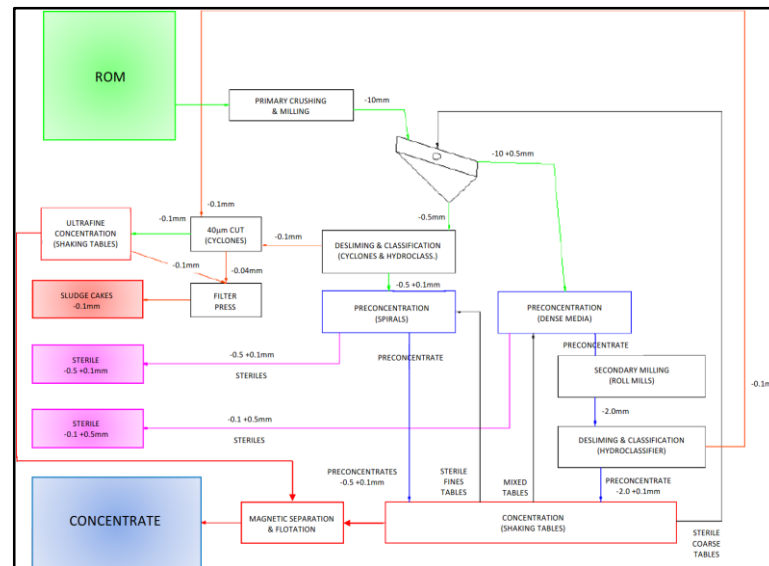 ROM
PRIMARY CRUSHING
& MILLING
-10mm
-10 +0.5mm
-0.1mm
-0.5mm
ULTRAFINE
CONCENTRATION
(SHAKING TABLES)
-0.1mm
40µm CUT
(CYCLONES)
-0.1mm
DESLIMING & CLASSIFICATION
(CYCLONES & HYDROCLASS.)
-0.1mm
-0.04mm
-0.5 +0.1mm
SLUDGE CAKES
-0.1mm
FILTER
PRESS
PRECONCENTRATION
(SPIRALS)
PRECONCENTRATION
(DENSE MEDIA)
PRECONCENTRATE
PRECONCENTRATE
STERILE
-0.5 +0.1mm
-0.5 +0.1mm
STERILES
SECONDARY MILLING
(ROLL MILLS)
-0.1m
-2.0mm
STERILE
-0.1 +0.5mm
-0.1 +0.5mm
STERILES
DESLIMING & CLASSIFICATION
(HYDROCLASSIFIER)
PRECONCENTRATES
-0.5 +0.1mm
STERILE
FINES
TABLES
MIXED
TABLES
PRECONCENTRATE
-2.0 +0.1mm
CONCENTRATE
MAGNETIC SEPARATION
& FLOTATION
CONCENTRATION
(SHAKING TABLES)
STERILE
COARSE
TABLES